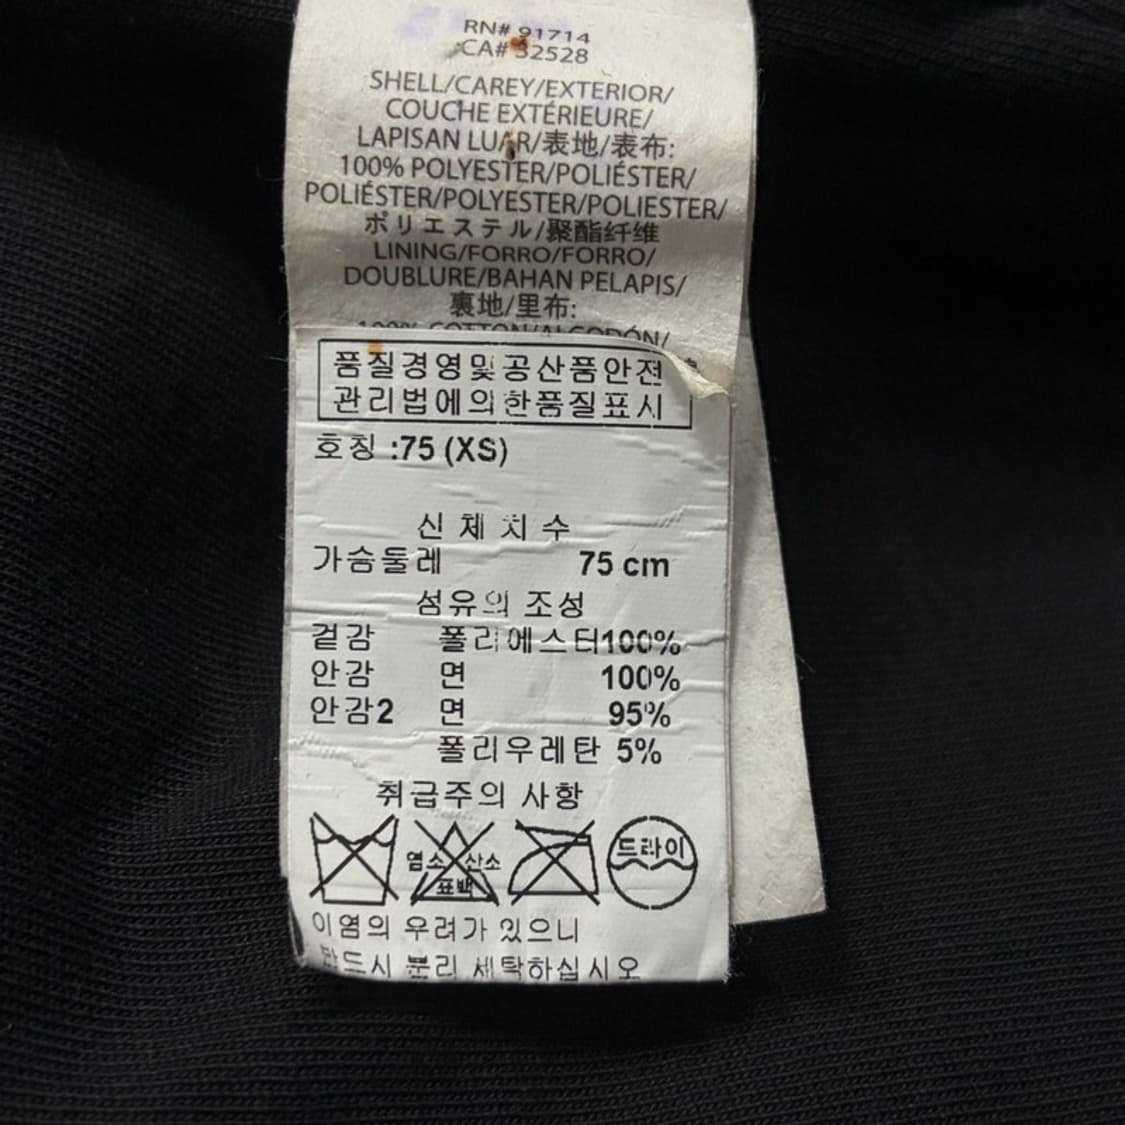 RN# 91714
CA# 32528
SHELL/CAREY/EXTERIOR/
COUCHE EXTÉRIEURE/
LAPISAN LUAR/表地/表布:
100% POLYESTER/POLIÉSTER/
POLIÉSTER/POLYESTER/POLIESTER/
ポリエステル/聚酯纤维
LINING/FORRO/FORRO/
DOUBLURE/BAHAN PELAPIS/
裏地/里布:
100% COTTON/ALGODÓN/
품질경영및공산품안전
관리법에의한품질표시
호칭 :75 (XS)
신 체 치 수
가슴둘레 75 cm
섬유의 조성
겉감 폴리에스터100%
안감 면 100%
안감2 면 95%
폴리우레탄 5%
취급주의 사항
염소 산소 드라이
표백
이염의 우려가 있으니
반드시 분리 세탁하십시오